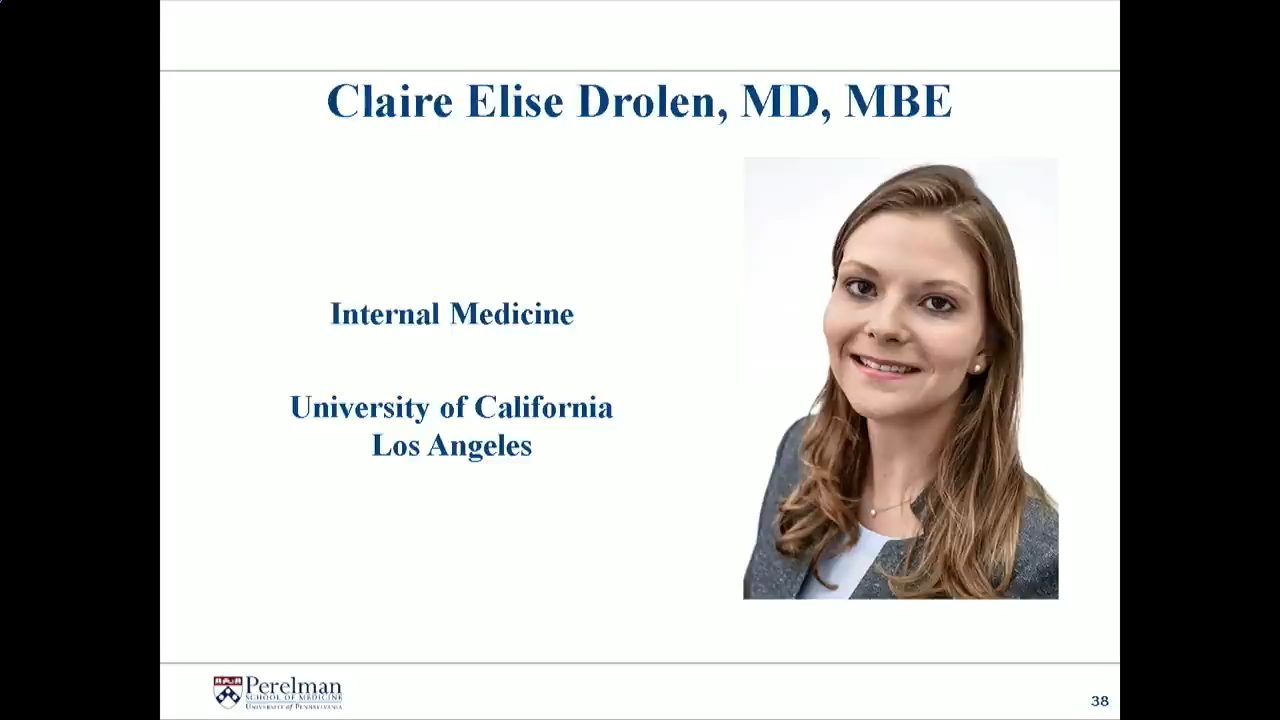 Claire Elise Drolen, MD, MBE
Internal Medicine
University of California
Los Angeles
Perelman
SCHOOL OF MEDICINE
UNIVERSITY of PENNSYLVANIA
38